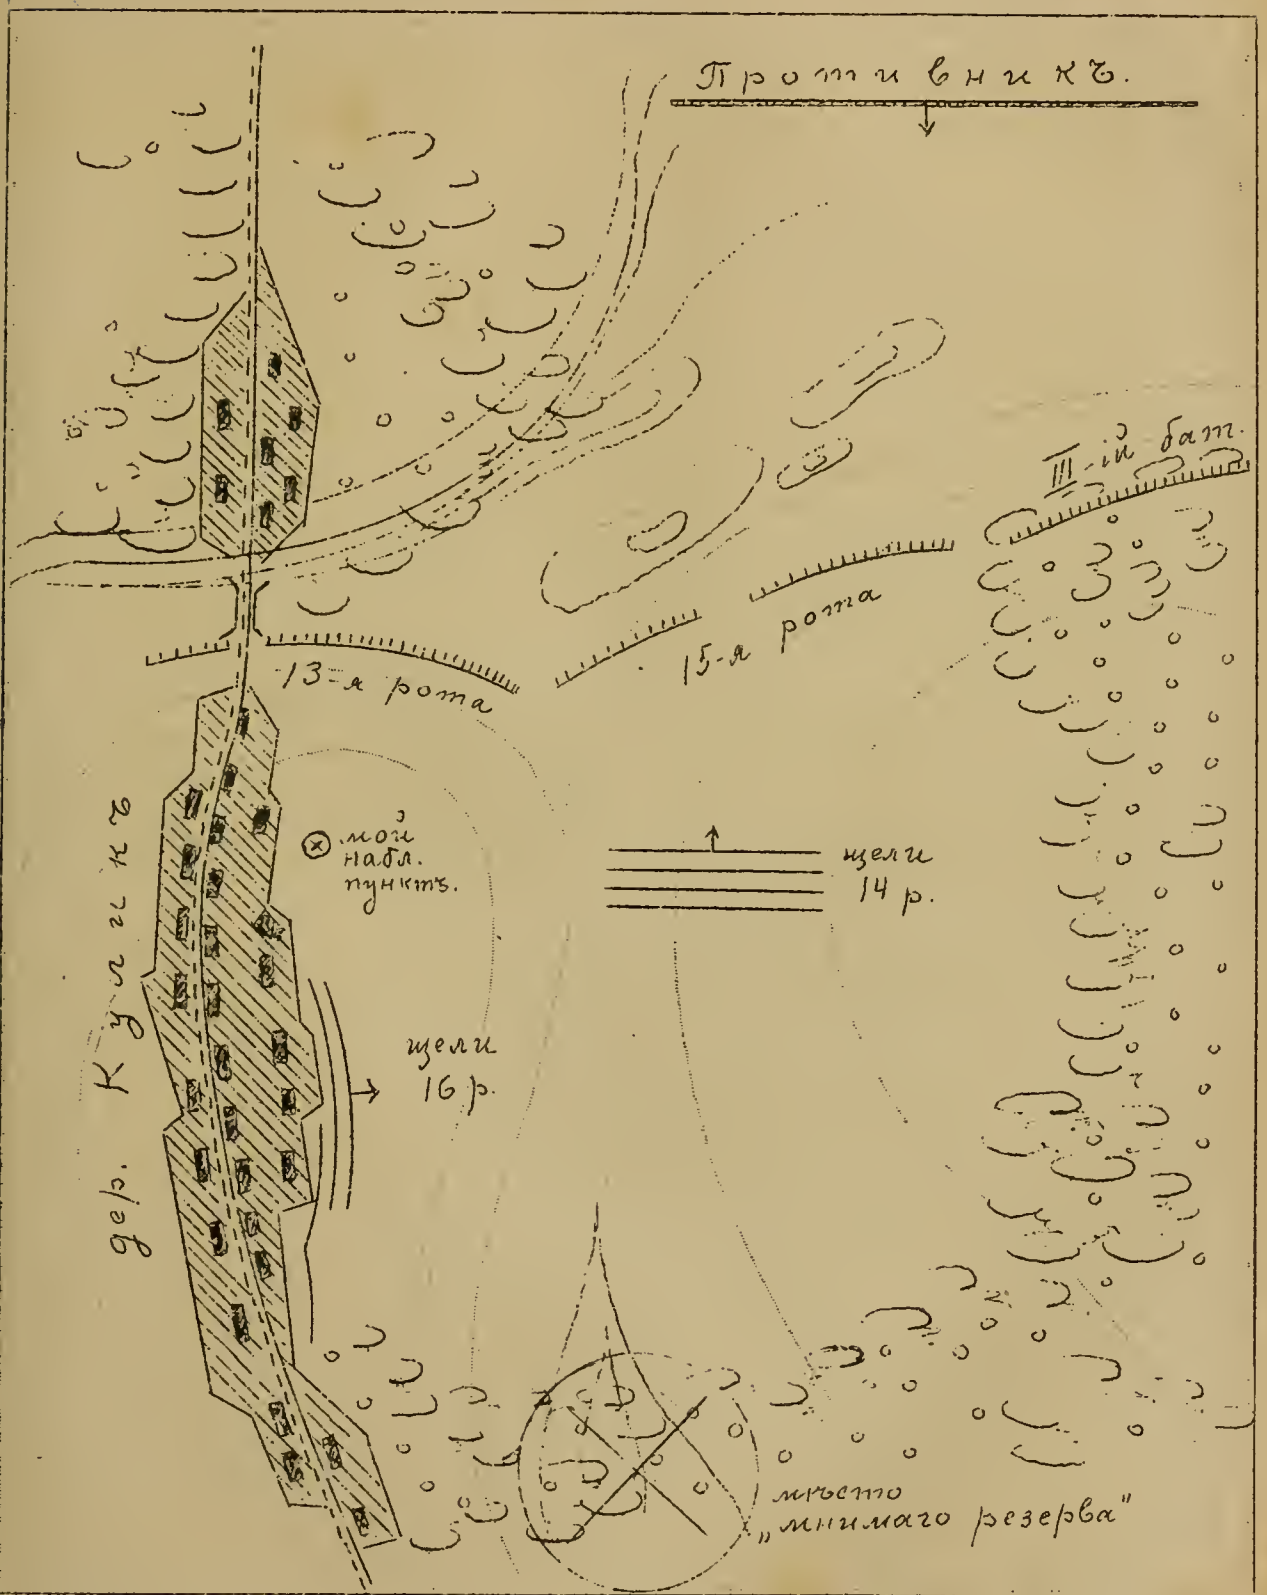 Противникъ.
III-ій бат.
15-я рота
13-я рота
дер. Куликъ
мой
набл.
пунктъ.
щели
14 р.
щели
16 р.
мѣсто
„мнимаго резерва“